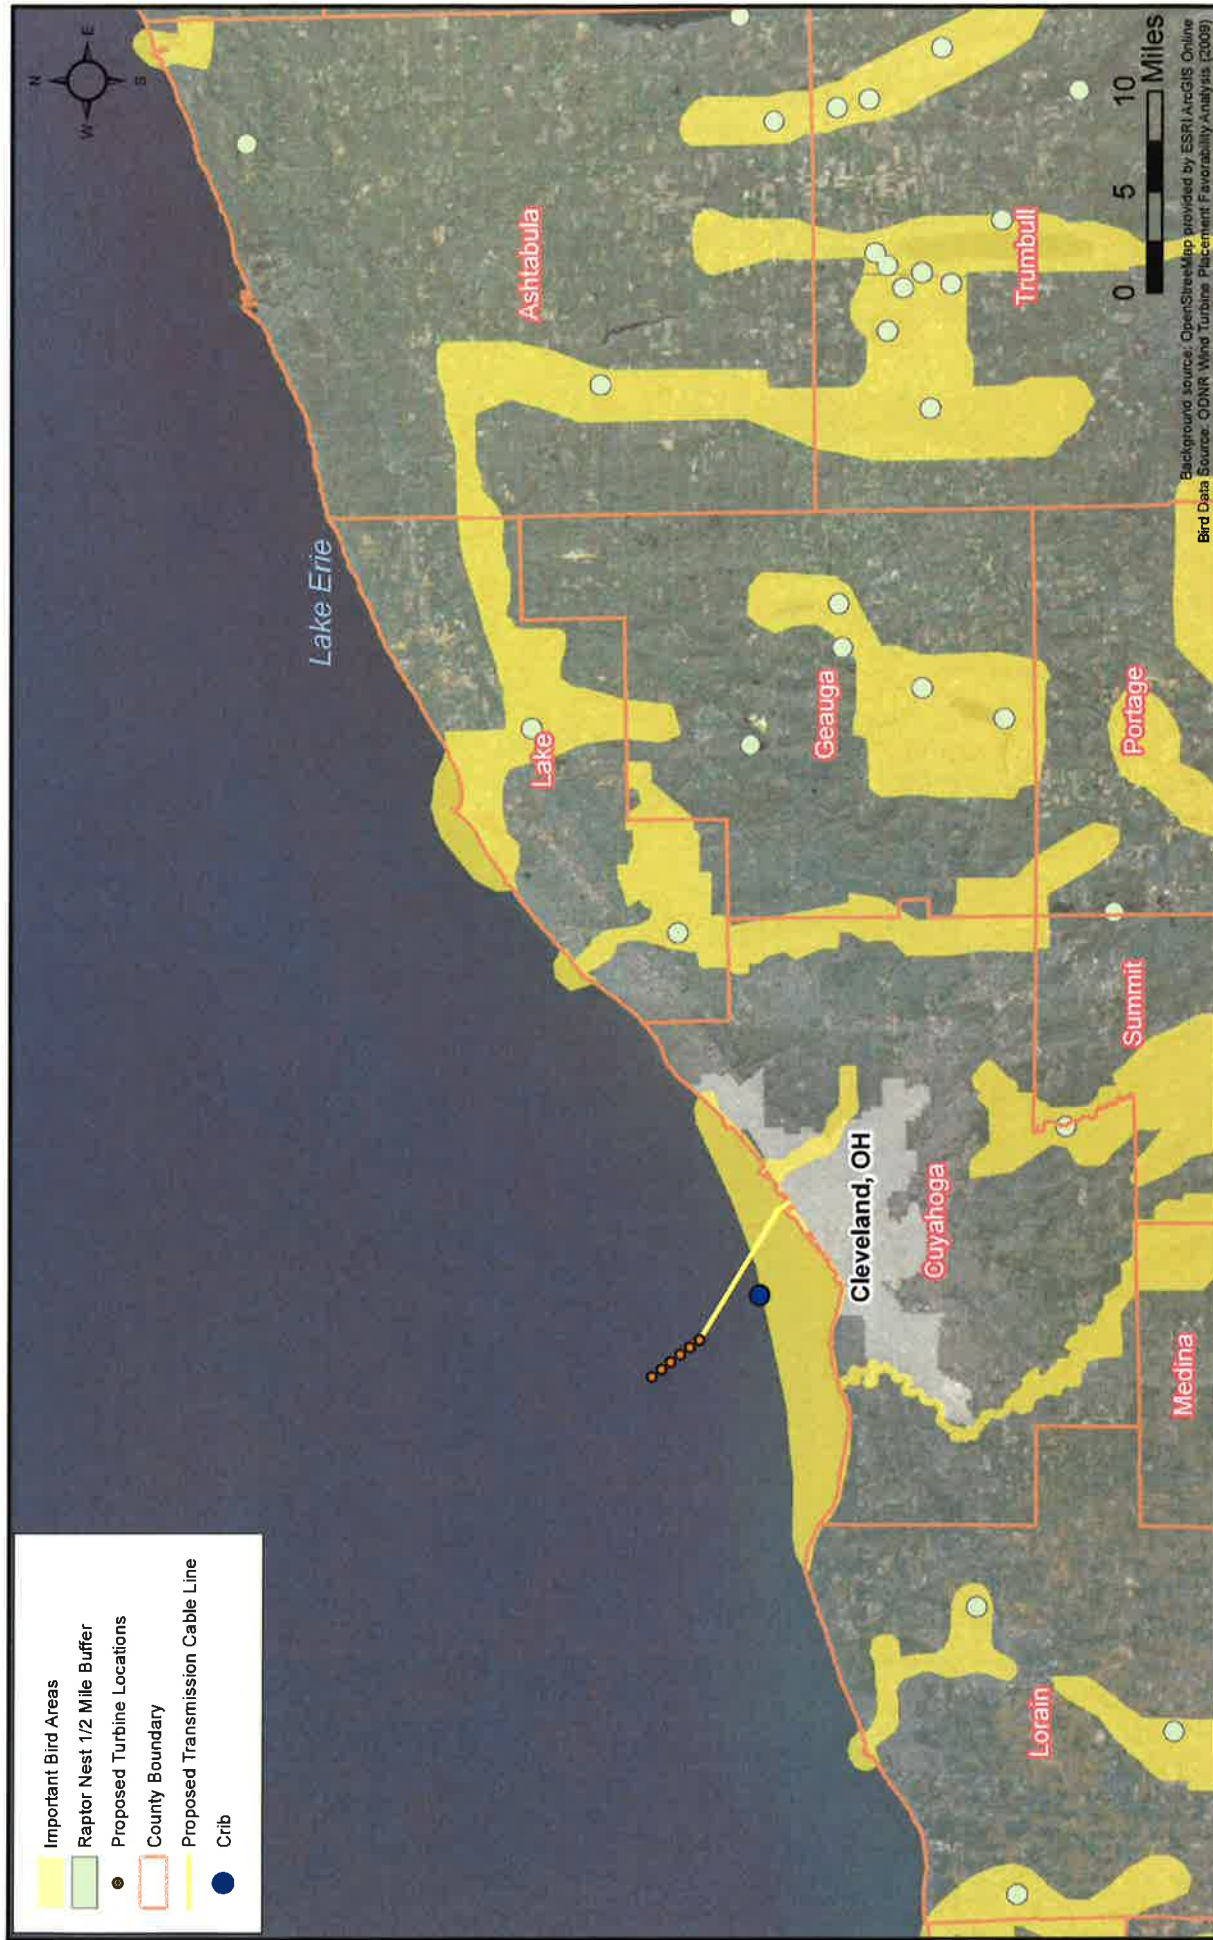 Important Bird Areas
Raptor Nest 1/2 Mile Buffer
Proposed Turbine Locations
County Boundary
Proposed Transmission Cable Line
Crib
N
W
E
S
Lake Erie
Ashtabula
Lake
Geauga
Trumbull
Cleveland, OH
Cuyahoga
Summit
Portage
Lorain
Medina
0 5 10
Miles
Background source: OpenStreetMap provided by ESRI ArcGIS Online
Bird Data Source: ODNR Wind Turbine Placement Favorability Analysis (2009)